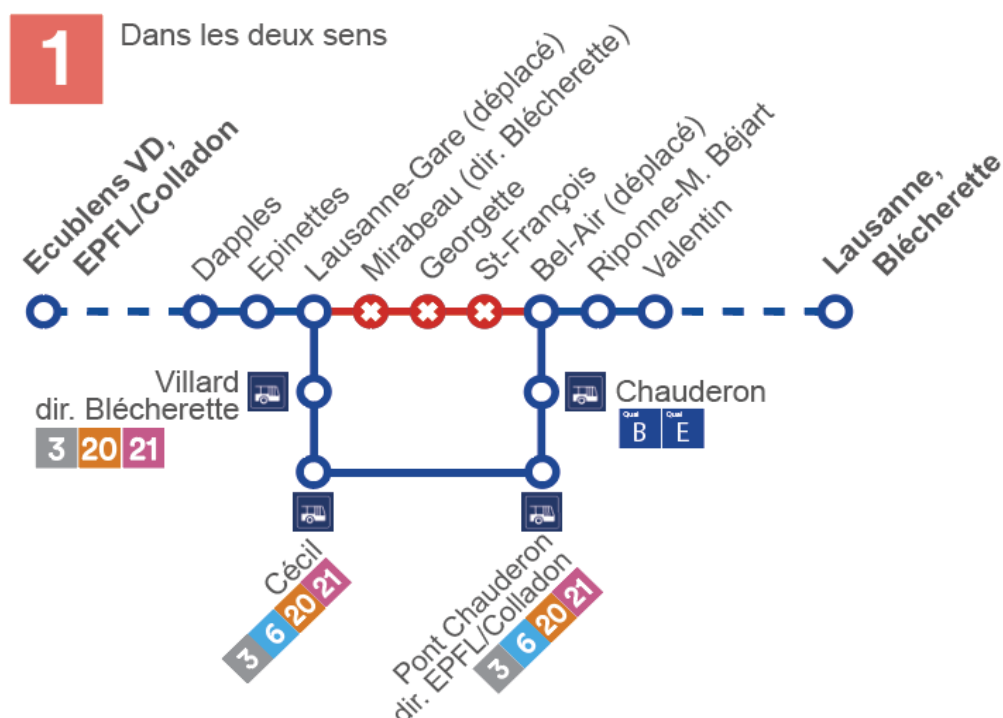 1
Dans les deux sens
Ecublens VD,
EPFL/Colladon
Dapples
Epinettes
Lausanne-Gare (déplacé)
Mirabeau (dir. Blécherette)
Georgette
St-François
Bel-Air (déplacé)
Riponne-M. Béjart
Valentin
Lausanne,
Blécherette
Villard
dir. Blécherette
3 20 21
Chauderon
Quai Quai
B E
Cécil
3 6 20 21
Pont Chauderon
dir. EPFL/Colladon
3 6 20 21